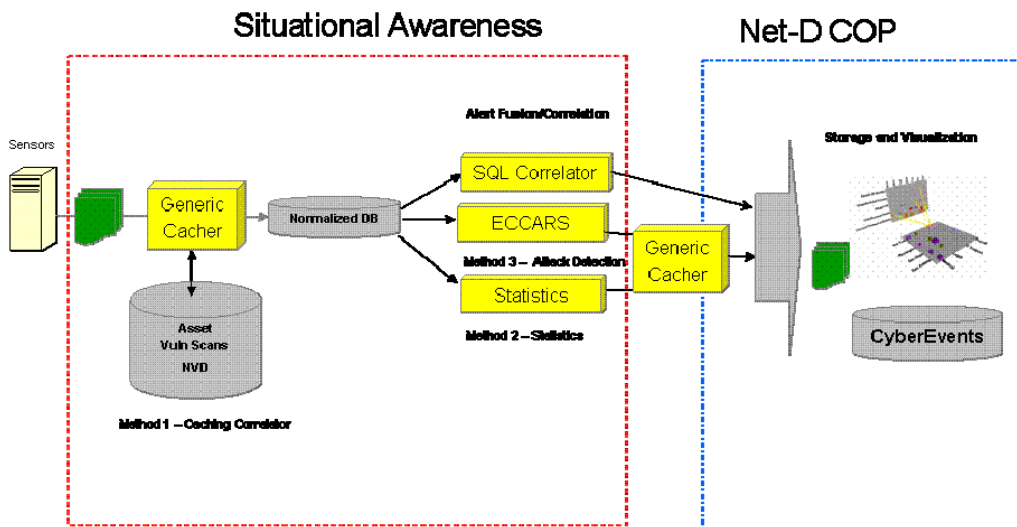 Situational Awareness
Net-D COP
Alert Fusion/Correlation
Storage and Visualization
Sensors
SQL Correlator
Generic
Cacher
Normalized DB
ECCARS
Generic
Cacher
Method 3 – Attack Detection
Statistics
Method 2 – Statistics
Asset
Vuln Scans
NVD
CyberEvents
Method 1 – Caching Correlator